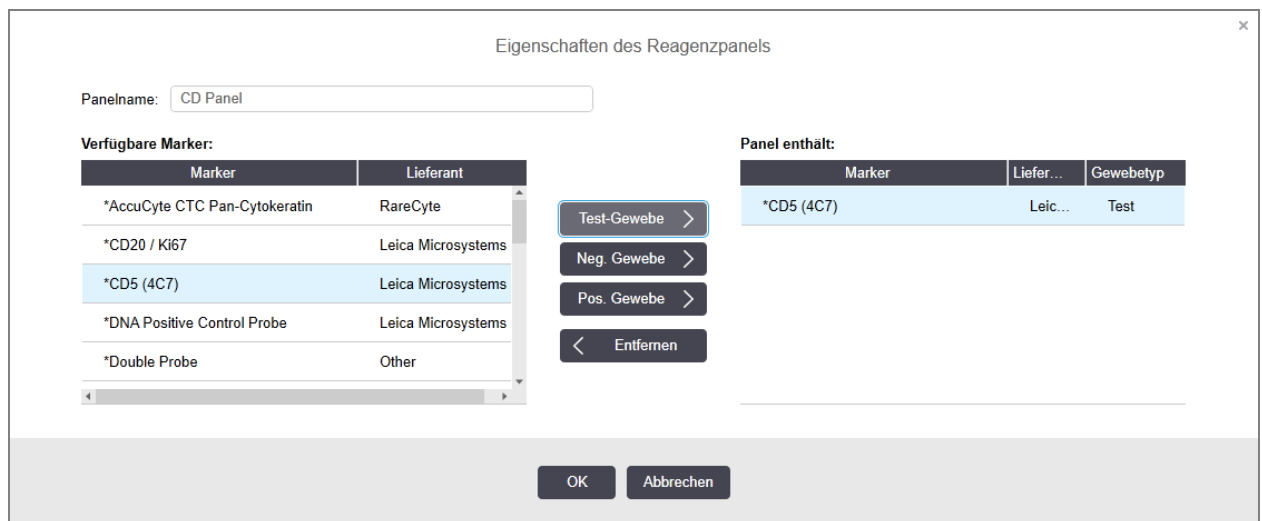 ×
Eigenschaften des Reagenzpanels
Panelname: CD Panel
Verfügbare Marker:
Marker Lieferant
*AccuCyte CTC Pan-Cytokeratin RareCyte
*CD20 / Ki67 Leica Microsystems
*CD5 (4C7) Leica Microsystems
*DNA Positive Control Probe Leica Microsystems
*Double Probe Other
Test-Gewebe
Neg. Gewebe
Pos. Gewebe
Entfernen
Panel enthält:
Marker Liefer... Gewebetyp
*CD5 (4C7) Leic... Test
OK Abbrechen